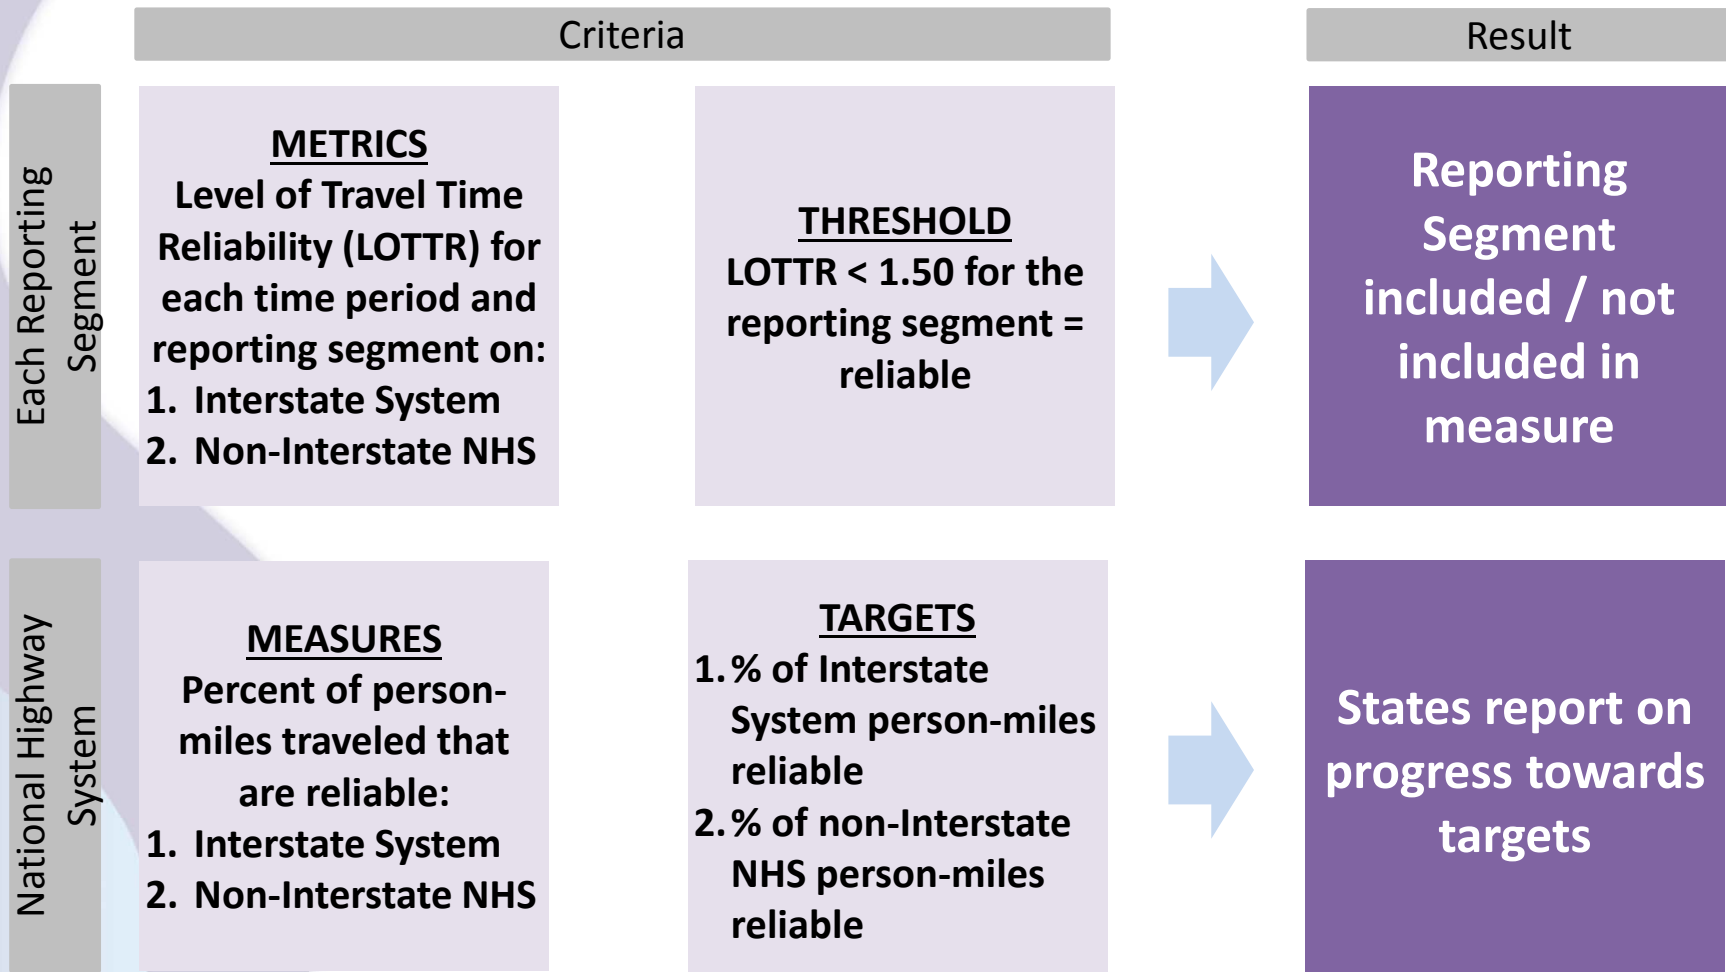 Criteria
Result
Each Reporting
Segment
METRICS
Level of Travel Time
Reliability (LOTTR) for
each time period and
reporting segment on:
1. Interstate System
2. Non-Interstate NHS
THRESHOLD
LOTTR < 1.50 for the
reporting segment =
reliable
Reporting
Segment
included / not
included in
measure
National Highway
System
MEASURES
Percent of person-
miles traveled that
are reliable:
1. Interstate System
2. Non-Interstate NHS
TARGETS
1. % of Interstate
System person-miles
reliable
2. % of non-Interstate
NHS person-miles
reliable
States report on
progress towards
targets